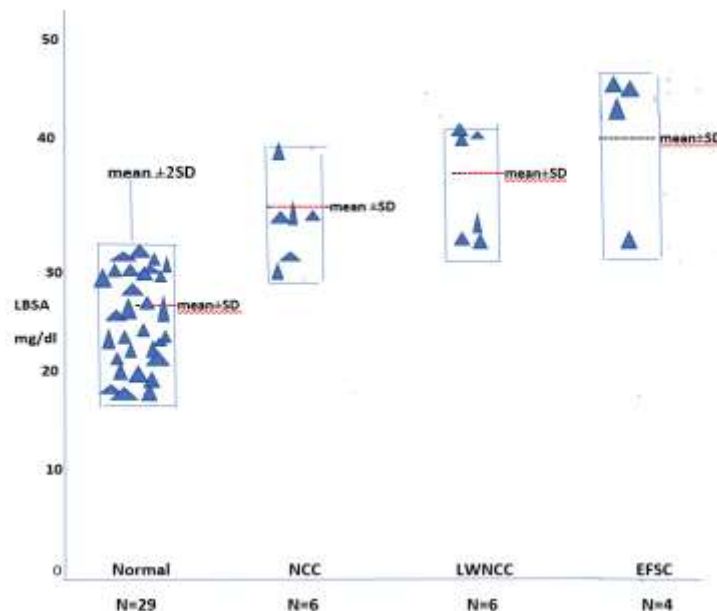 50
40
mean ±2SD
mean±SD
mean ±SD
mean±SD
30
LBSA
mean±SD
mg/dl
20
10
0
Normal NCC LWNCC EFSC
N=29 N=6 N=6 N=4